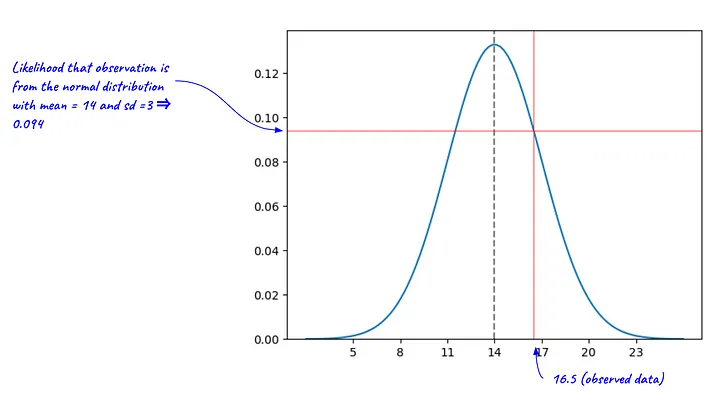 Likelihood that observation is
from the normal distribution
with mean = 14 and sd =3 ⇒
0.094
0.12
0.10
0.08
0.06
0.04
0.02
0.00
5 8 11 14 17 20 23
16.5 (observed data)